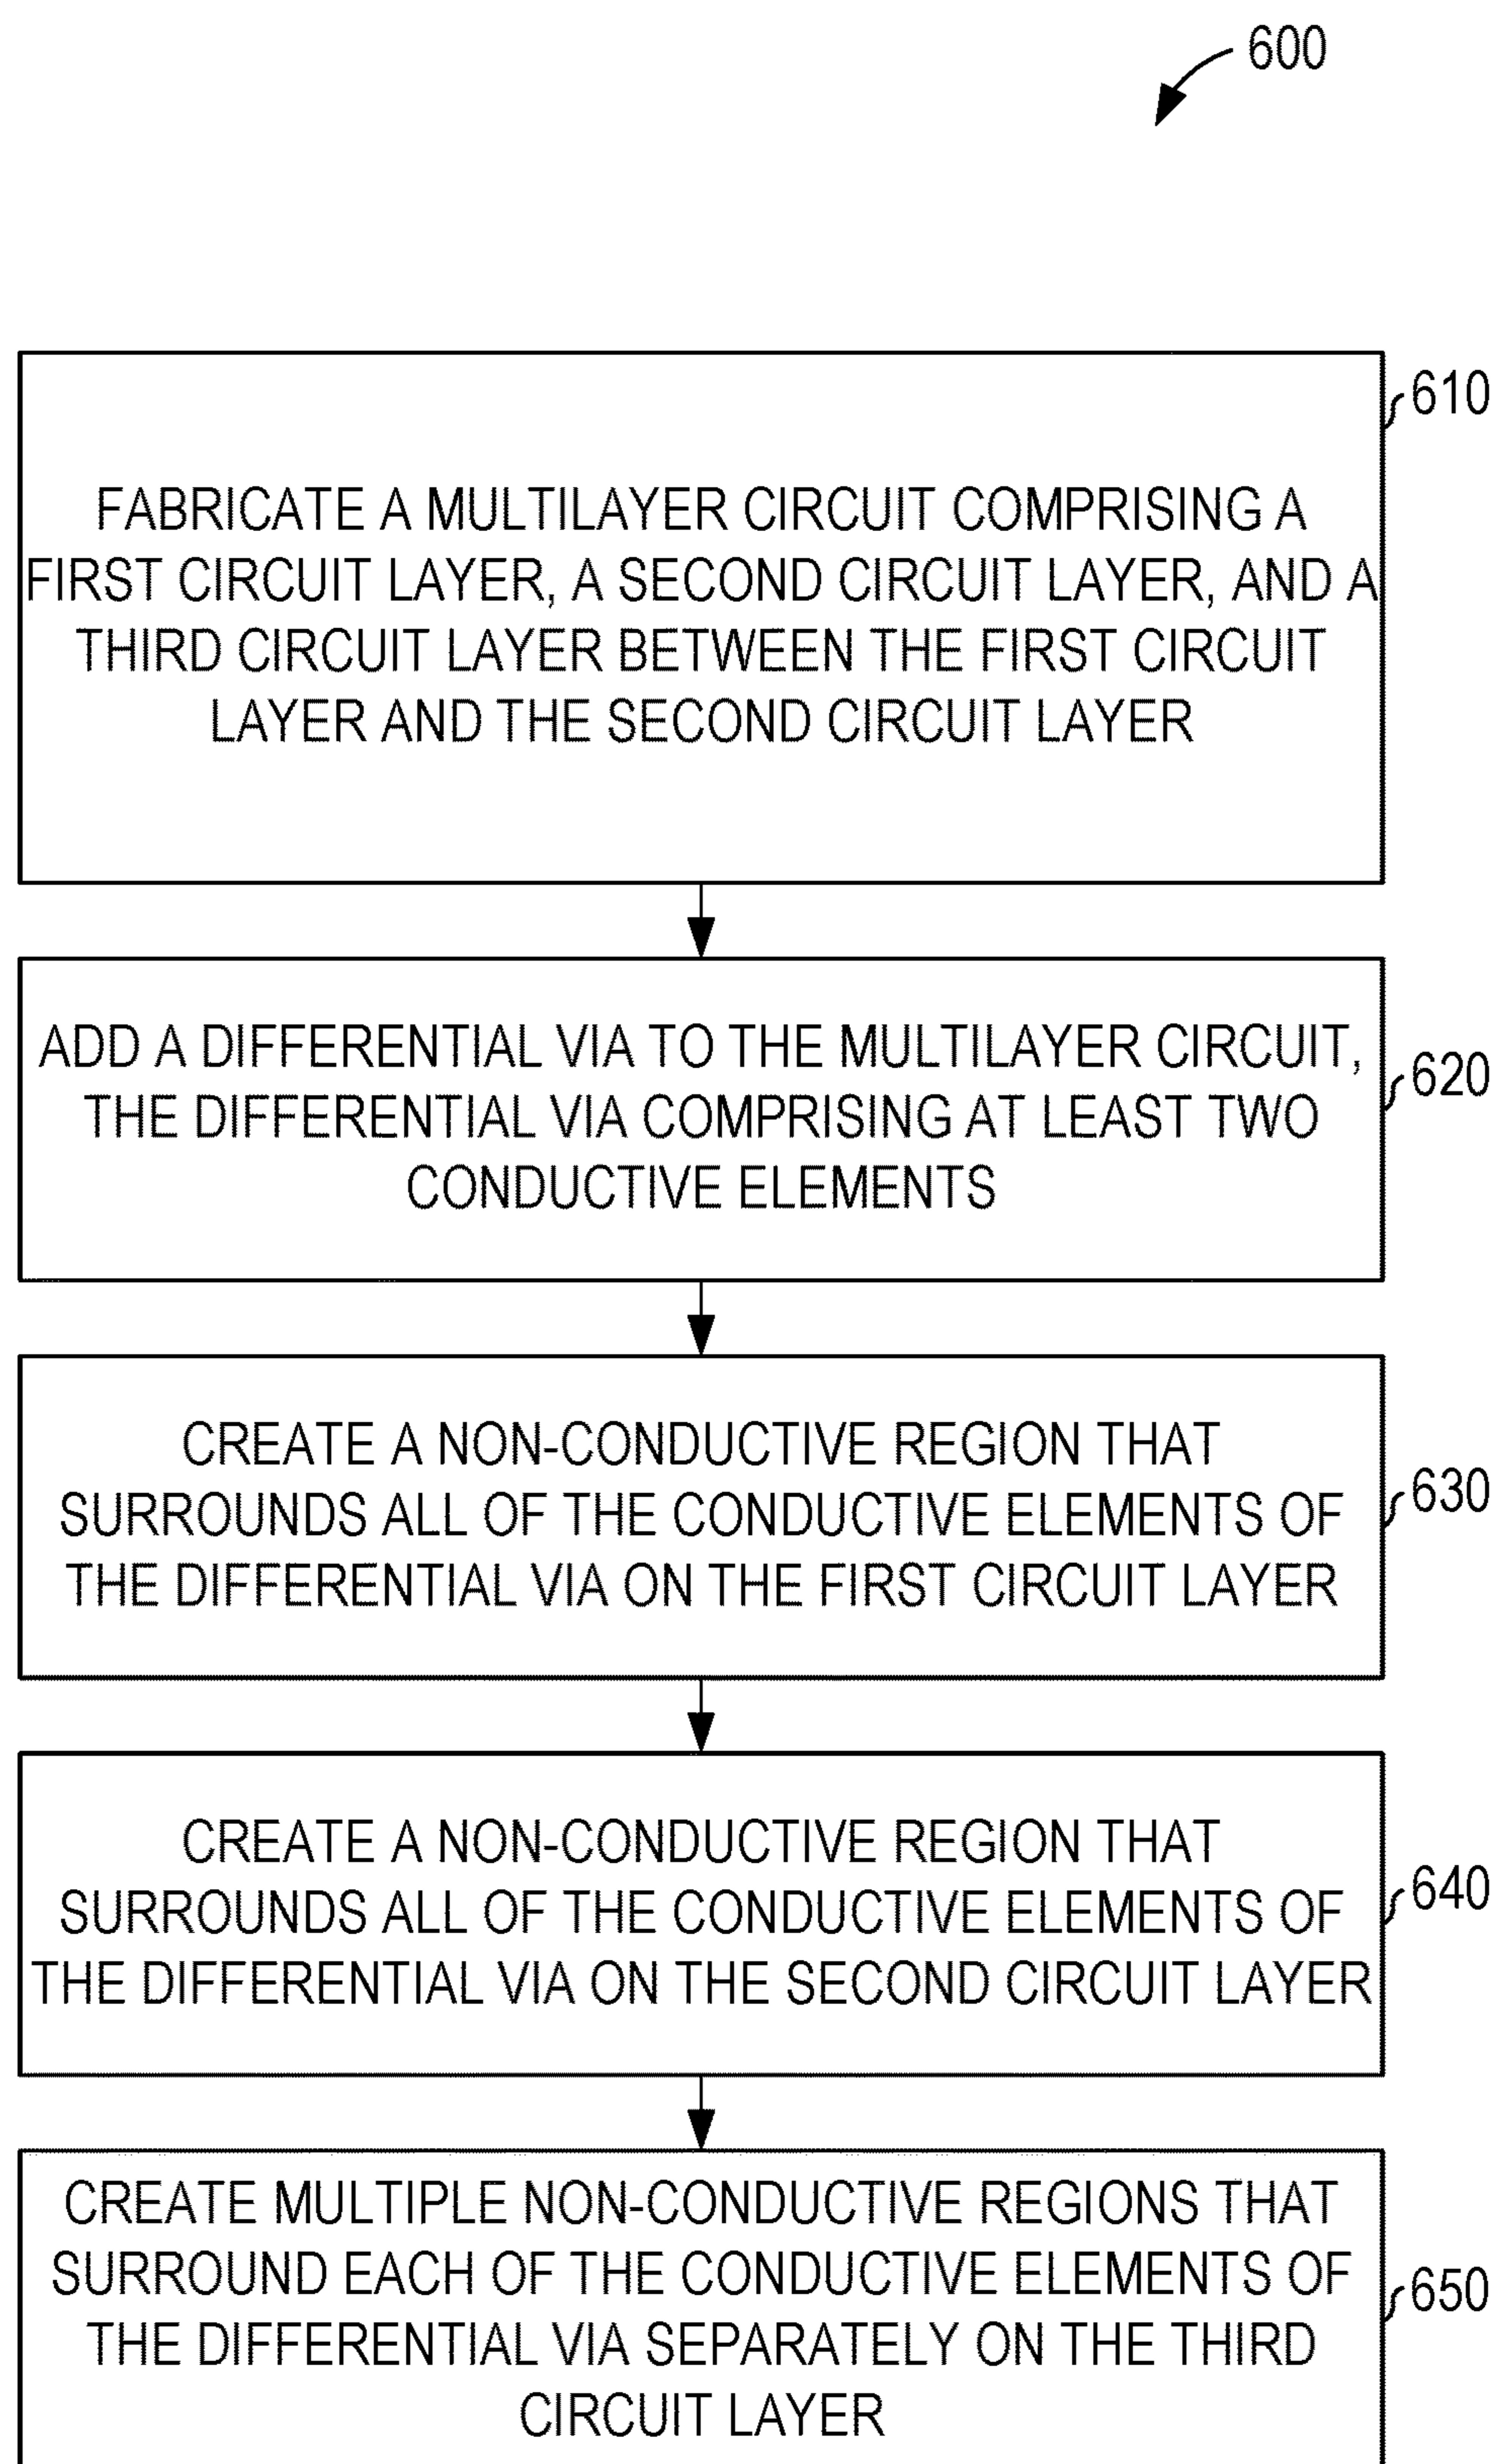 600
610
FABRICATE A MULTILAYER CIRCUIT COMPRISING A
FIRST CIRCUIT LAYER, A SECOND CIRCUIT LAYER, AND A
THIRD CIRCUIT LAYER BETWEEN THE FIRST CIRCUIT
LAYER AND THE SECOND CIRCUIT LAYER
ADD A DIFFERENTIAL VIA TO THE MULTILAYER CIRCUIT,
620
THE DIFFERENTIAL VIA COMPRISING AT LEAST TWO
CONDUCTIVE ELEMENTS
CREATE A NON-CONDUCTIVE REGION THAT
630
SURROUNDS ALL OF THE CONDUCTIVE ELEMENTS OF
THE DIFFERENTIAL VIA ON THE FIRST CIRCUIT LAYER
CREATE A NON-CONDUCTIVE REGION THAT
640
SURROUNDS ALL OF THE CONDUCTIVE ELEMENTS OF
THE DIFFERENTIAL VIA ON THE SECOND CIRCUIT LAYER
CREATE MULTIPLE NON-CONDUCTIVE REGIONS THAT
SURROUND EACH OF THE CONDUCTIVE ELEMENTS OF
650
THE DIFFERENTIAL VIA SEPARATELY ON THE THIRD
CIRCUIT LAYER